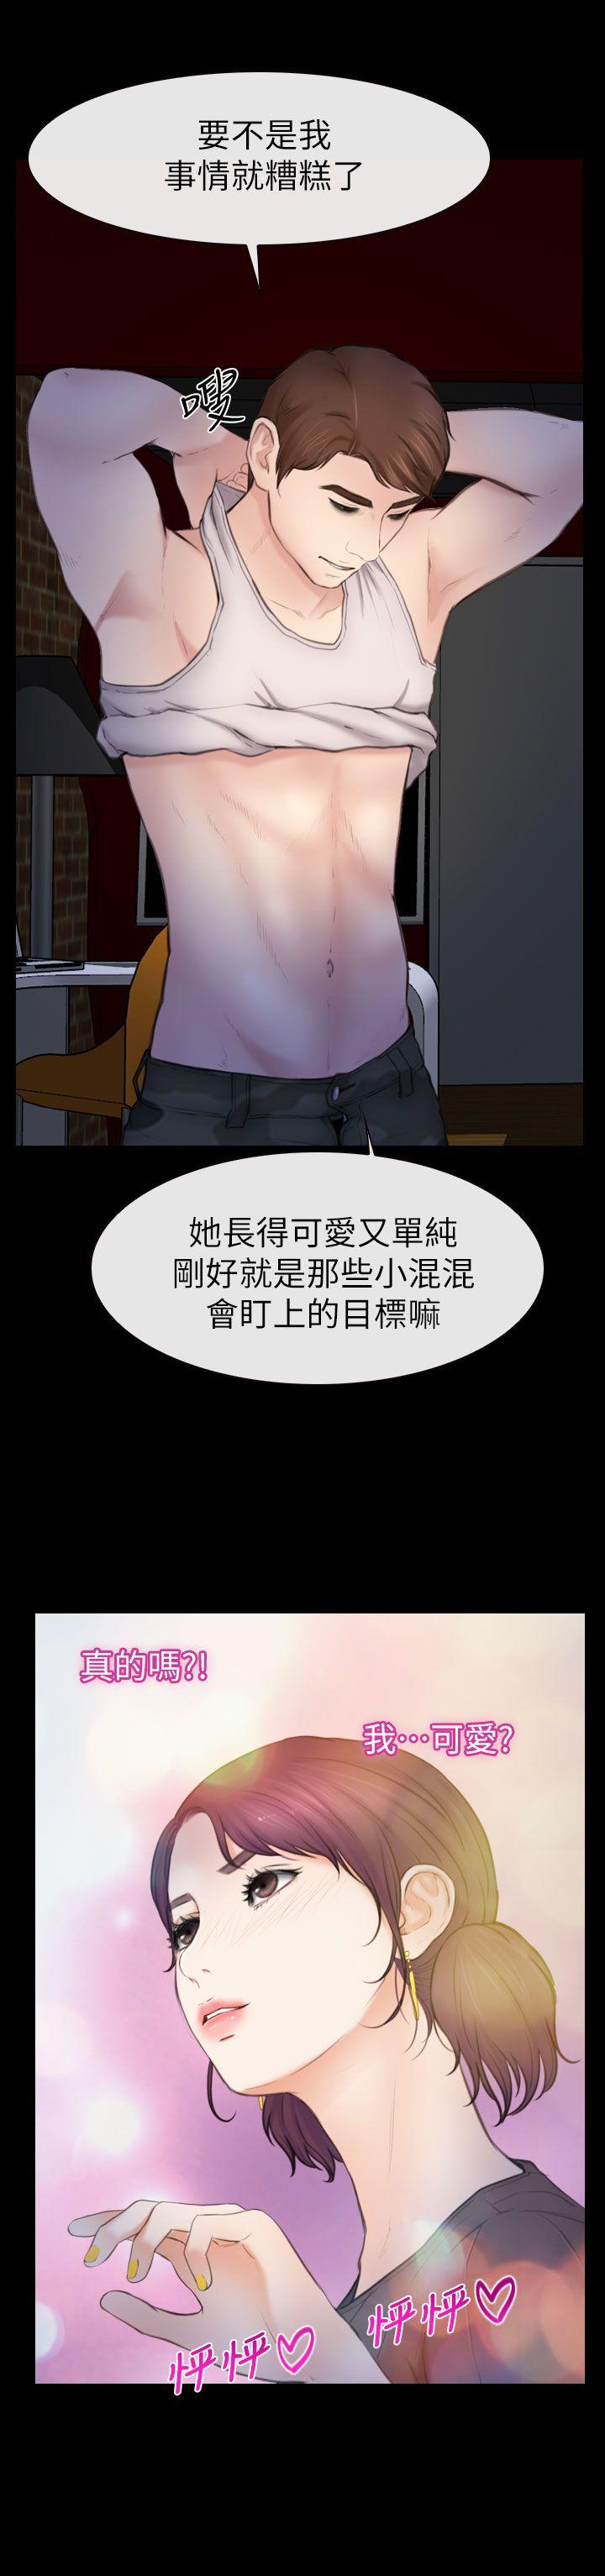 要不是我
事情就糟糕了
嗖
她長得可愛又單純
剛好就是那些小混混
會盯上的目標嘛
真的嗎?!
我…可愛?
怦怦♡
怦怦♡